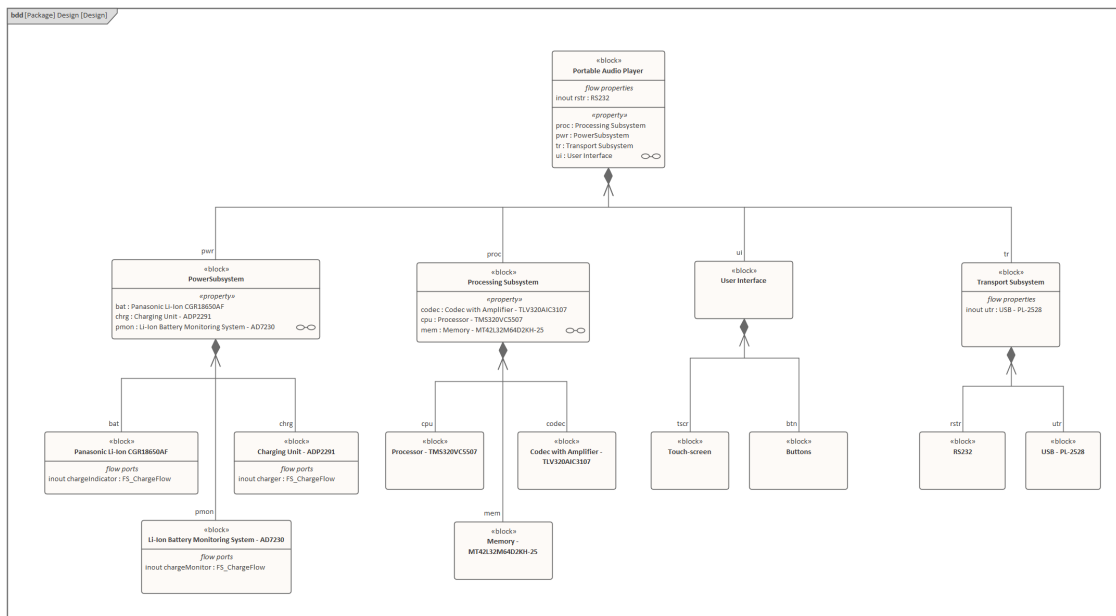 bdd [Package] Design [Design]
«block»
Portable Audio Player
flow properties
inout rstr : RS232
«property»
proc : Processing Subsystem
pwr : PowerSubsystem
tr : Transport Subsystem
ui : User Interface
pwr
proc
ui
tr
«block»
PowerSubsystem
«property»
bat : Panasonic Li-Ion CGR18650AF
chrg : Charging Unit - ADP2291
pmon : Li-Ion Battery Monitoring System - AD7230
«block»
Processing Subsystem
«property»
codec : Codec with Amplifier - TLV320AIC3107
cpu : Processor - TMS320VC5507
mem : Memory - MT42L32M64D2KH-25
«block»
User Interface
«block»
Transport Subsystem
flow properties
inout utr : USB - PL-2528
bat
chrg
cpu
codec
tscr
btn
rstr
utr
«block»
Panasonic Li-Ion CGR18650AF
flow ports
inout chargeIndicator : FS_ChargeFlow
«block»
Charging Unit - ADP2291
flow ports
inout charger : FS_ChargeFlow
«block»
Processor - TMS320VC5507
«block»
Codec with Amplifier -
TLV320AIC3107
«block»
Touch-screen
«block»
Buttons
«block»
RS232
«block»
USB - PL-2528
pmon
mem
«block»
Li-Ion Battery Monitoring System - AD7230
flow ports
inout chargeMonitor : FS_ChargeFlow
«block»
Memory -
MT42L32M64D2KH-25